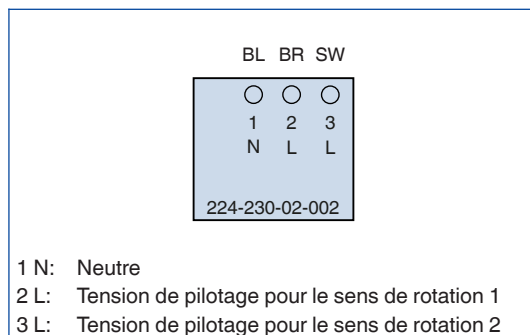 BL BR SW
1 2 3
N L L
224-230-02-002
1 N: Neutre
2 L: Tension de pilotage pour le sens de rotation 1
3 L: Tension de pilotage pour le sens de rotation 2